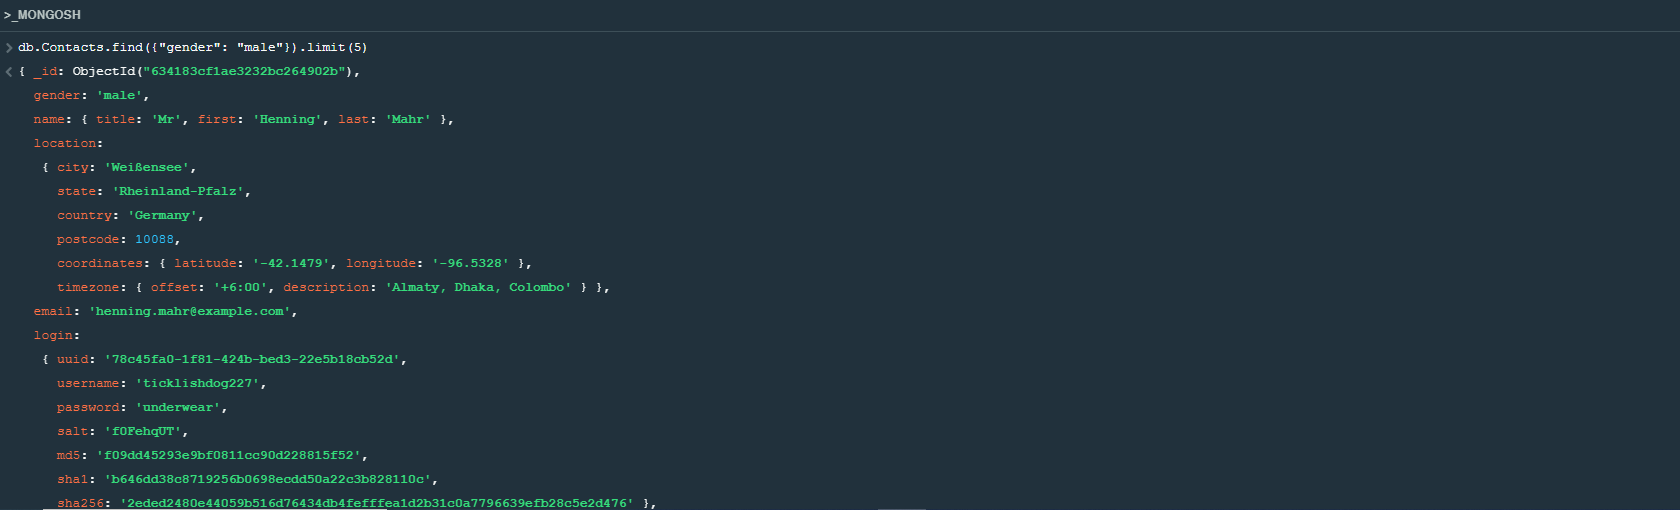 >_MONGOSH
db.Contacts.find({"gender": "male"}).limit(5)
{ _id: ObjectId("634183cf1ae3232bc264902b"),
gender: 'male',
name: { title: 'Mr', first: 'Henning', last: 'Mahr' },
location:
{ city: 'Weißensee',
state: 'Rheinland-Pfalz',
country: 'Germany',
postcode: 10088,
coordinates: { latitude: '-42.1479', longitude: '-96.5328' },
timezone: { offset: '+6:00', description: 'Almaty, Dhaka, Colombo' } },
email: 'henning.mahr@example.com',
login:
{ uuid: '78c45fa0-1f81-424b-bed3-22e5b18cb52d',
username: 'ticklishdog227',
password: 'underwear',
salt: 'f0FehqUT',
md5: 'f09dd45293e9bf0811cc90d228815f52',
sha1: 'b646dd38c8719256b0698ecdd50a22c3b828110c',
sha256: '2eded2480e44059b516d76434db4fefffea1d2b31c0a7796639efb28c5e2d476' },